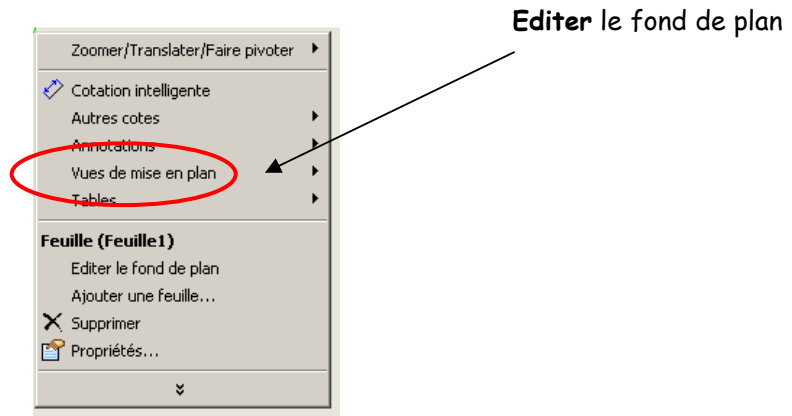 Editer le fond de plan
Zoomer/Translater/Faire pivoter
Cotation intelligente
Autres cotes
Annotations
Vues de mise en plan
Tables
Feuille (Feuille1)
Editer le fond de plan
Ajouter une feuille...
Supprimer
Propriétés...